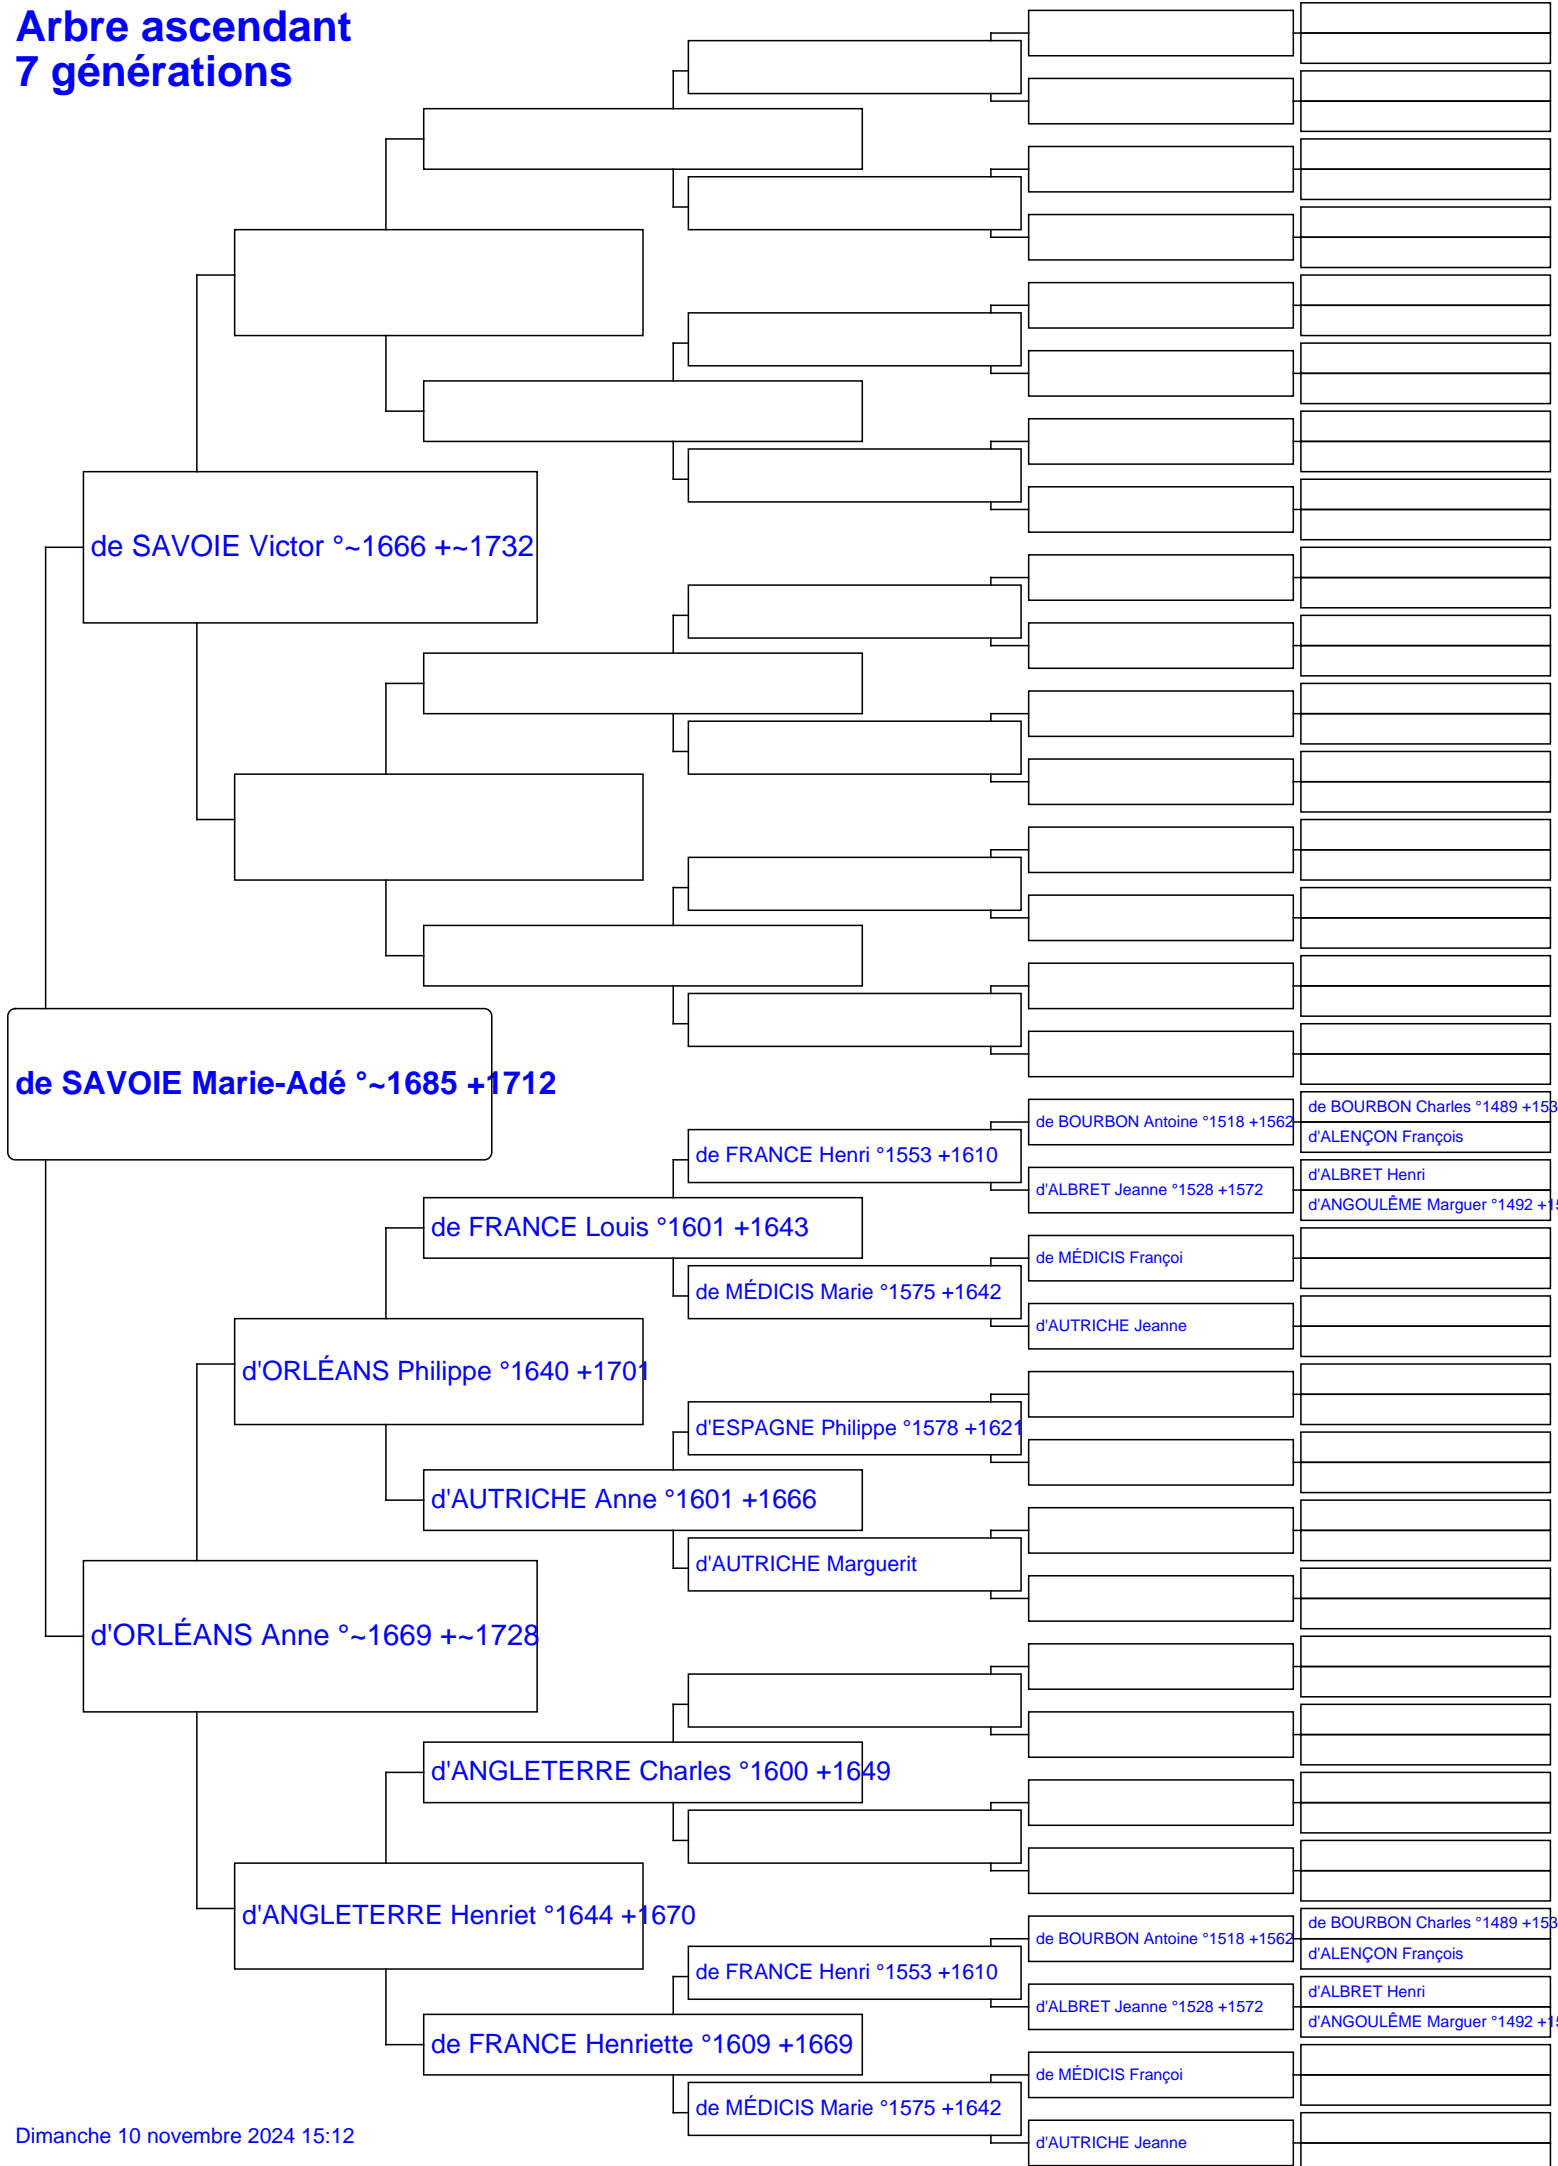 Arbre ascendant
7 générations
de SAVOIE Victor °~1666 +~1732
de SAVOIE Marie-Adé °~1685 +1712
de BOURBON Charles °1489 +153
de BOURBON Antoine °1518 +1562
d'ALENÇON François
de FRANCE Henri °1553 +1610
d'ALBRET Henri
d'ALBRET Jeanne °1528 +1572
d'ANGOULÊME Marguer °1492 +15
de FRANCE Louis °1601 +1643
de MÉDICIS Françoi
de MÉDICIS Marie °1575 +1642
d'AUTRICHE Jeanne
d'ORLÉANS Philippe °1640 +1701
d'ESPAGNE Philippe °1578 +1621
d'AUTRICHE Anne °1601 +1666
d'AUTRICHE Marguerit
d'ORLÉANS Anne °~1669 +~1728
d'ANGLETERRE Charles °1600 +1649
d'ANGLETERRE Henriet °1644 +1670
de BOURBON Charles °1489 +153
de BOURBON Antoine °1518 +1562
d'ALENÇON François
de FRANCE Henri °1553 +1610
d'ALBRET Henri
d'ALBRET Jeanne °1528 +1572
d'ANGOULÊME Marguer °1492 +15
de FRANCE Henriette °1609 +1669
de MÉDICIS Françoi
de MÉDICIS Marie °1575 +1642
d'AUTRICHE Jeanne
Dimanche 10 novembre 2024 15:12